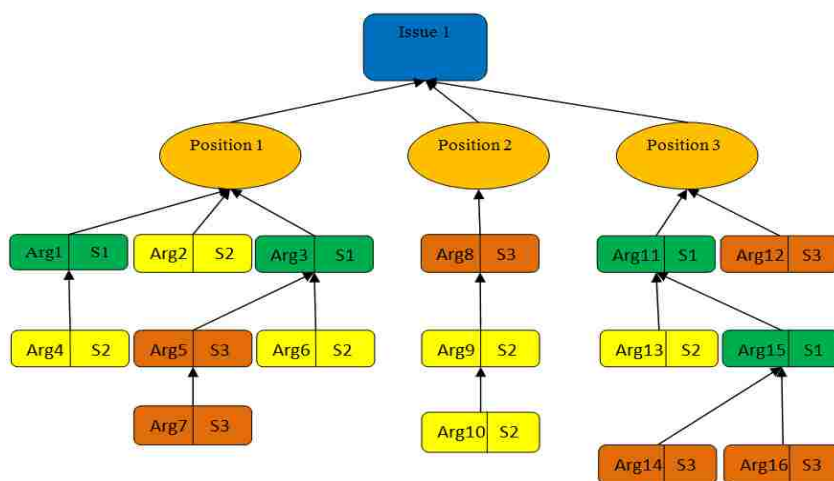 Issue 1
Position 1 Position 2 Position 3
Arg1 S1 Arg2 S2 Arg3 S1 Arg8 S3 Arg11 S1 Arg12 S3
Arg4 S2 Arg5 S3 Arg6 S2 Arg9 S2 Arg13 S2 Arg15 S1
Arg7 S3 Arg10 S2
Arg14 S3 Arg16 S3